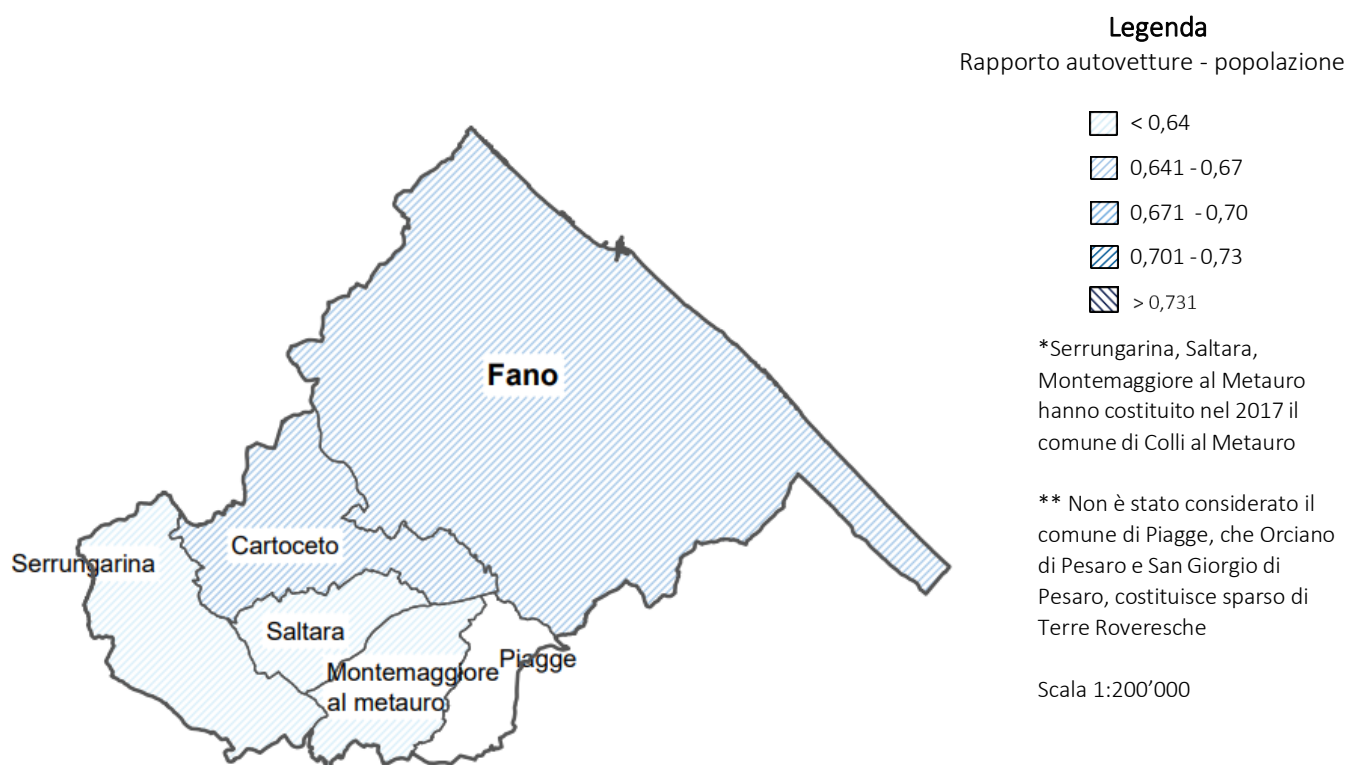 Legenda
Rapporto autovetture - popolazione
< 0,64
0,641 - 0,67
0,671 - 0,70
0,701 - 0,73
> 0,731
*Serrungarina, Saltara,
Montemaggiore al Metauro
hanno costituito nel 2017 il
comune di Colli al Metauro
** Non è stato considerato il
comune di Piagge, che Orciano
di Pesaro e San Giorgio di
Pesaro, costituisce sparso di
Terre Roveresche
Scala 1:200'000
Fano
Cartoceto
Serrungarina
Saltara
Piagge
Montemaggiore
al metauro